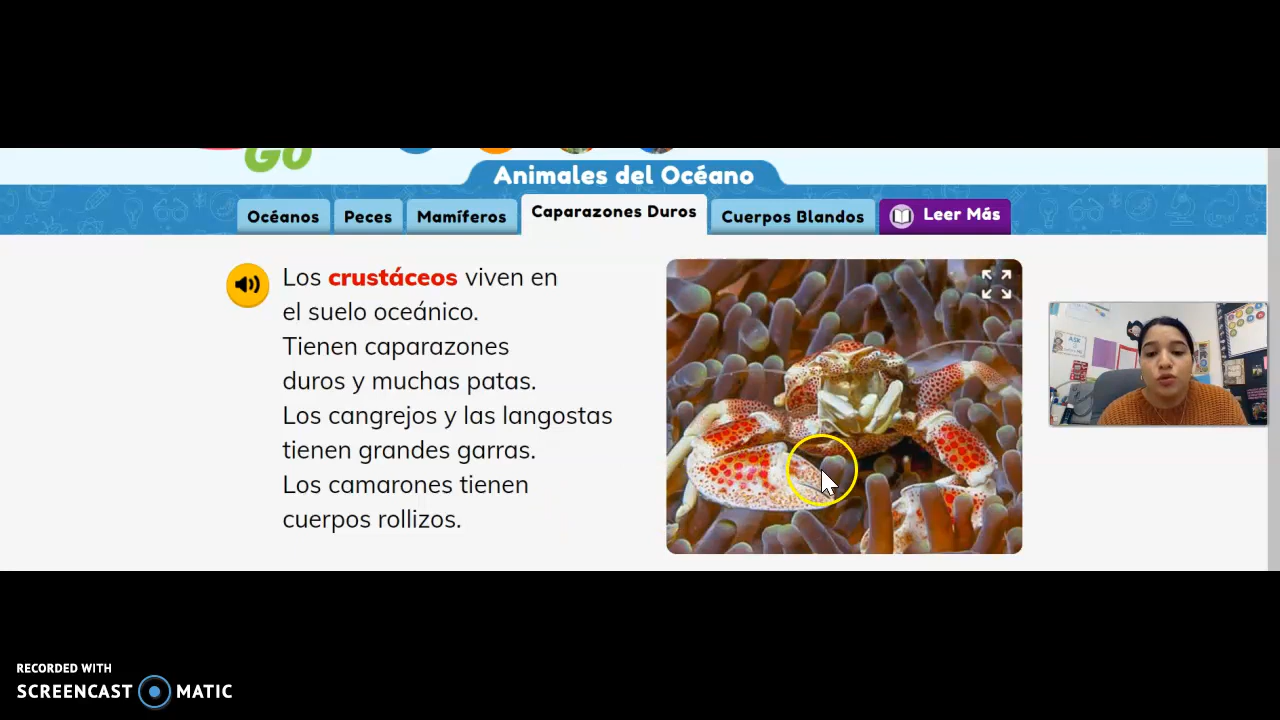 GO
Animales del Océano
Océanos
Peces
Mamíferos
Caparazones Duros
Cuerpos Blandos
Leer Más
Los crustáceos viven en
el suelo oceánico.
Tienen caparazones
duros y muchas patas.
Los cangrejos y las langostas
tienen grandes garras.
Los camarones tienen
cuerpos rollizos.
RECORDED WITH
SCREENCAST MATIC